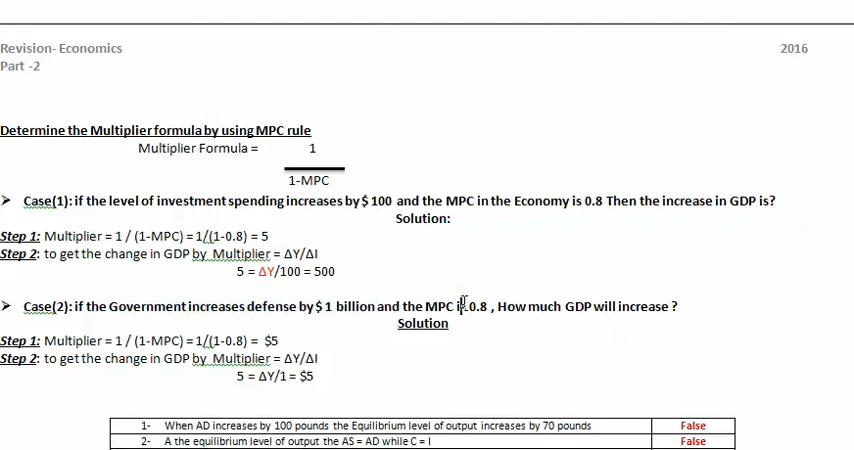 Revision- Economics 2016
Part -2
Determine the Multiplier formula by using MPC rule
Multiplier Formula = 1
1-MPC
➢ Case(1): if the level of investment spending increases by $ 100 and the MPC in the Economy is 0.8 Then the increase in GDP is?
Solution:
Step 1: Multiplier = 1 / (1-MPC) = 1/(1-0.8) = 5
Step 2: to get the change in GDP by Multiplier = ΔY/ΔI
5 = ΔY/100 = 500
➢ Case(2): if the Government increases defense by $ 1 billion and the MPC is 0.8 , How much GDP will increase ?
Solution
Step 1: Multiplier = 1 / (1-MPC) = 1/(1-0.8) = $5
Step 2: to get the change in GDP by Multiplier = ΔY/ΔI
5 = ΔY/1 = $5
1- When AD increases by 100 pounds the Equilibrium level of output increases by 70 pounds False
2- A the equilibrium level of output the AS = AD while C = I False